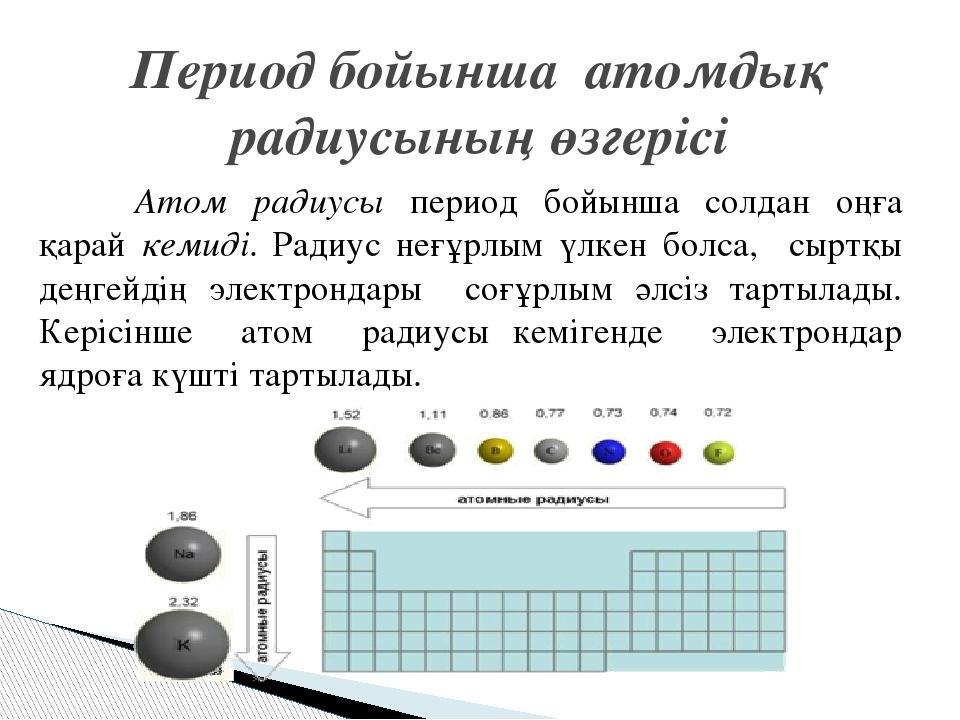 Период бойынша атомдық
радиусының өзгерісі
Атом радиусы период бойынша солдан оңға
қарай кемиді. Радиус неғұрлым үлкен болса, сыртқы
деңгейдің электрондары соғұрлым әлсіз тартылады.
Керісінше атом радиусы кемігенде электрондар
ядроға күшті тартылады.
1,52 1,11 0,86 0,77 0,73 0,74 0,72
Li Be B C N O F
атомные радиусы
1,86
Na
2,32
K
атомные радиусы